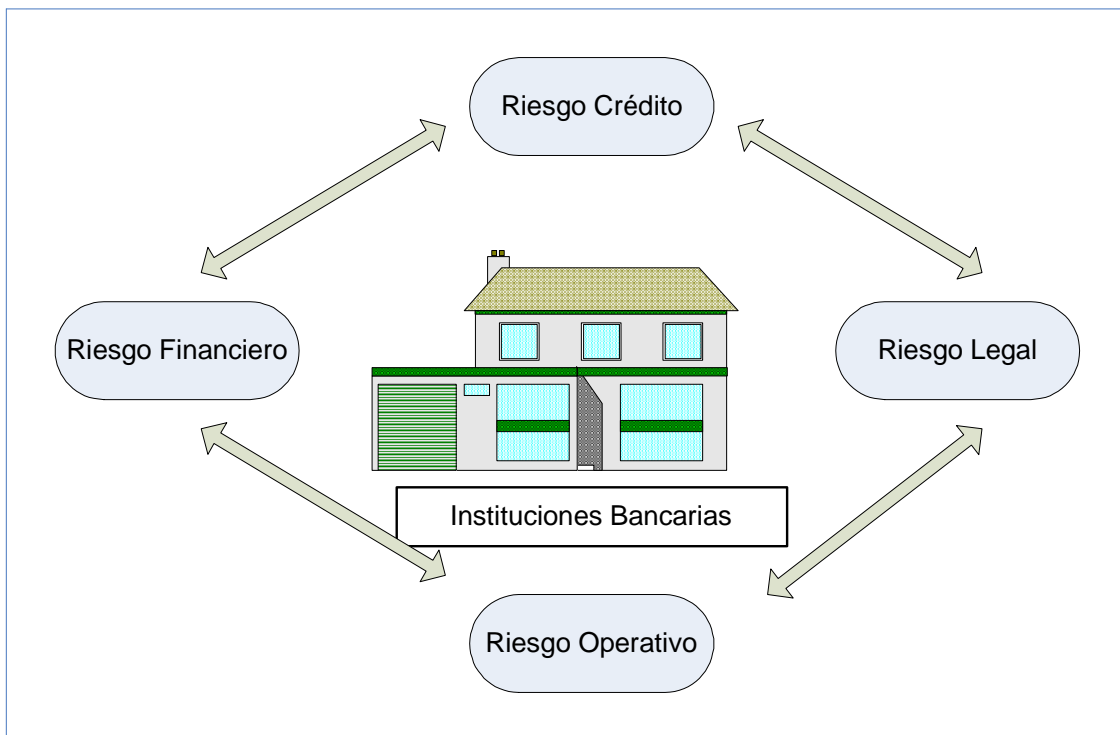 Riesgo Crédito
Riesgo Financiero
Riesgo Legal
Instituciones Bancarias
Riesgo Operativo